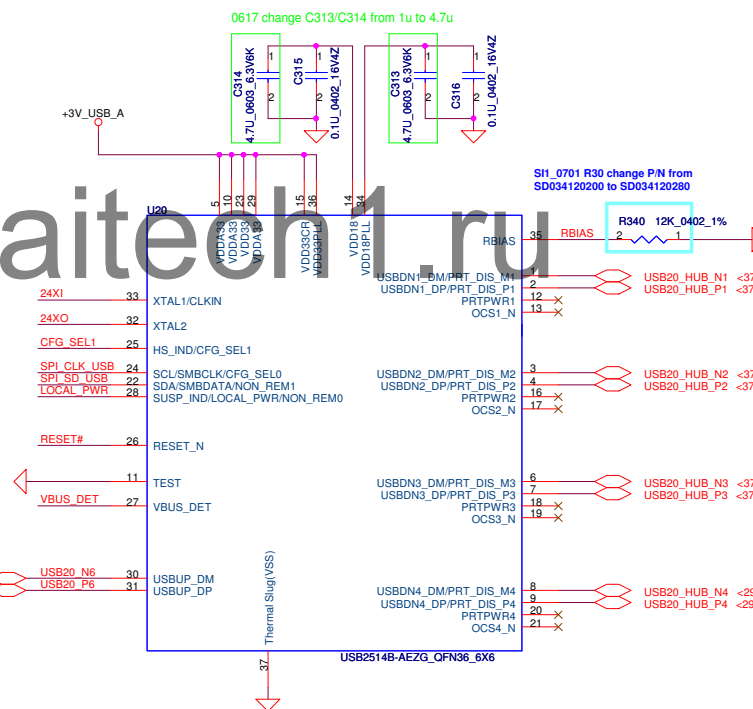 0617 change C313/C314 from 1u to 4.7u
C314
4.7U_0603_6.3V6K
1
2
C315
0.1U_0402_16V4Z
1
2
C313
4.7U_0603_6.3V6K
1
2
C316
0.1U_0402_16V4Z
1
2
+3V_USB_A
SI1_0701 R30 change P/N from
SD034120200 to SD034120280
aitech1.ru
U20
5
10
23
29
15
36
14
34
VDDA33
VDDA33
VDD33
VDDA33
VDD33CR
VDD33PLL
VDD18
VDD18PLL
RBIAS
35
RBIAS
R340
12K_0402_1%
2
1
24XI
33
XTAL1/CLKIN
24XO
32
XTAL2
CFG_SEL1
25
HS_IND/CFG_SEL1
SPI_CLK_USB
24
SCL/SMBCLK/CFG_SEL0
SPI_SD_USB
22
SDA/SMBDATA/NON_REM1
LOCAL_PWR
28
SUSP_IND/LOCAL_PWR/NON_REM0
RESET#
26
RESET_N
11
TEST
VBUS_DET
27
VBUS_DET
USB20_N6
30
USBUP_DM
USB20_P6
31
USBUP_DP
USBDN1_DM/PRT_DIS_M1
1
USB20_HUB_N1 <37
USBDN1_DP/PRT_DIS_P1
2
USB20_HUB_P1 <37
PRTPWR1
12
OCS1_N
13
USBDN2_DM/PRT_DIS_M2
3
USB20_HUB_N2 <37
USBDN2_DP/PRT_DIS_P2
4
USB20_HUB_P2 <37
PRTPWR2
16
OCS2_N
17
USBDN3_DM/PRT_DIS_M3
6
USB20_HUB_N3 <37
USBDN3_DP/PRT_DIS_P3
7
USB20_HUB_P3 <37
PRTPWR3
18
OCS3_N
19
USBDN4_DM/PRT_DIS_M4
8
USB20_HUB_N4 <29
USBDN4_DP/PRT_DIS_P4
9
USB20_HUB_P4 <29
PRTPWR4
20
OCS4_N
21
Thermal Slug(VSS)
37
USB2514B-AEZG_QFN36_6X6